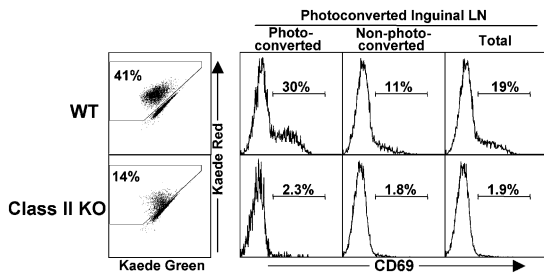 Photoconverted Inguinal LN
Photo-
converted
Non-photo-
converted
Total
WT
41%
30%
11%
19%
Kaede Red
Class II KO
14%
2.3%
1.8%
1.9%
Kaede Green
CD69